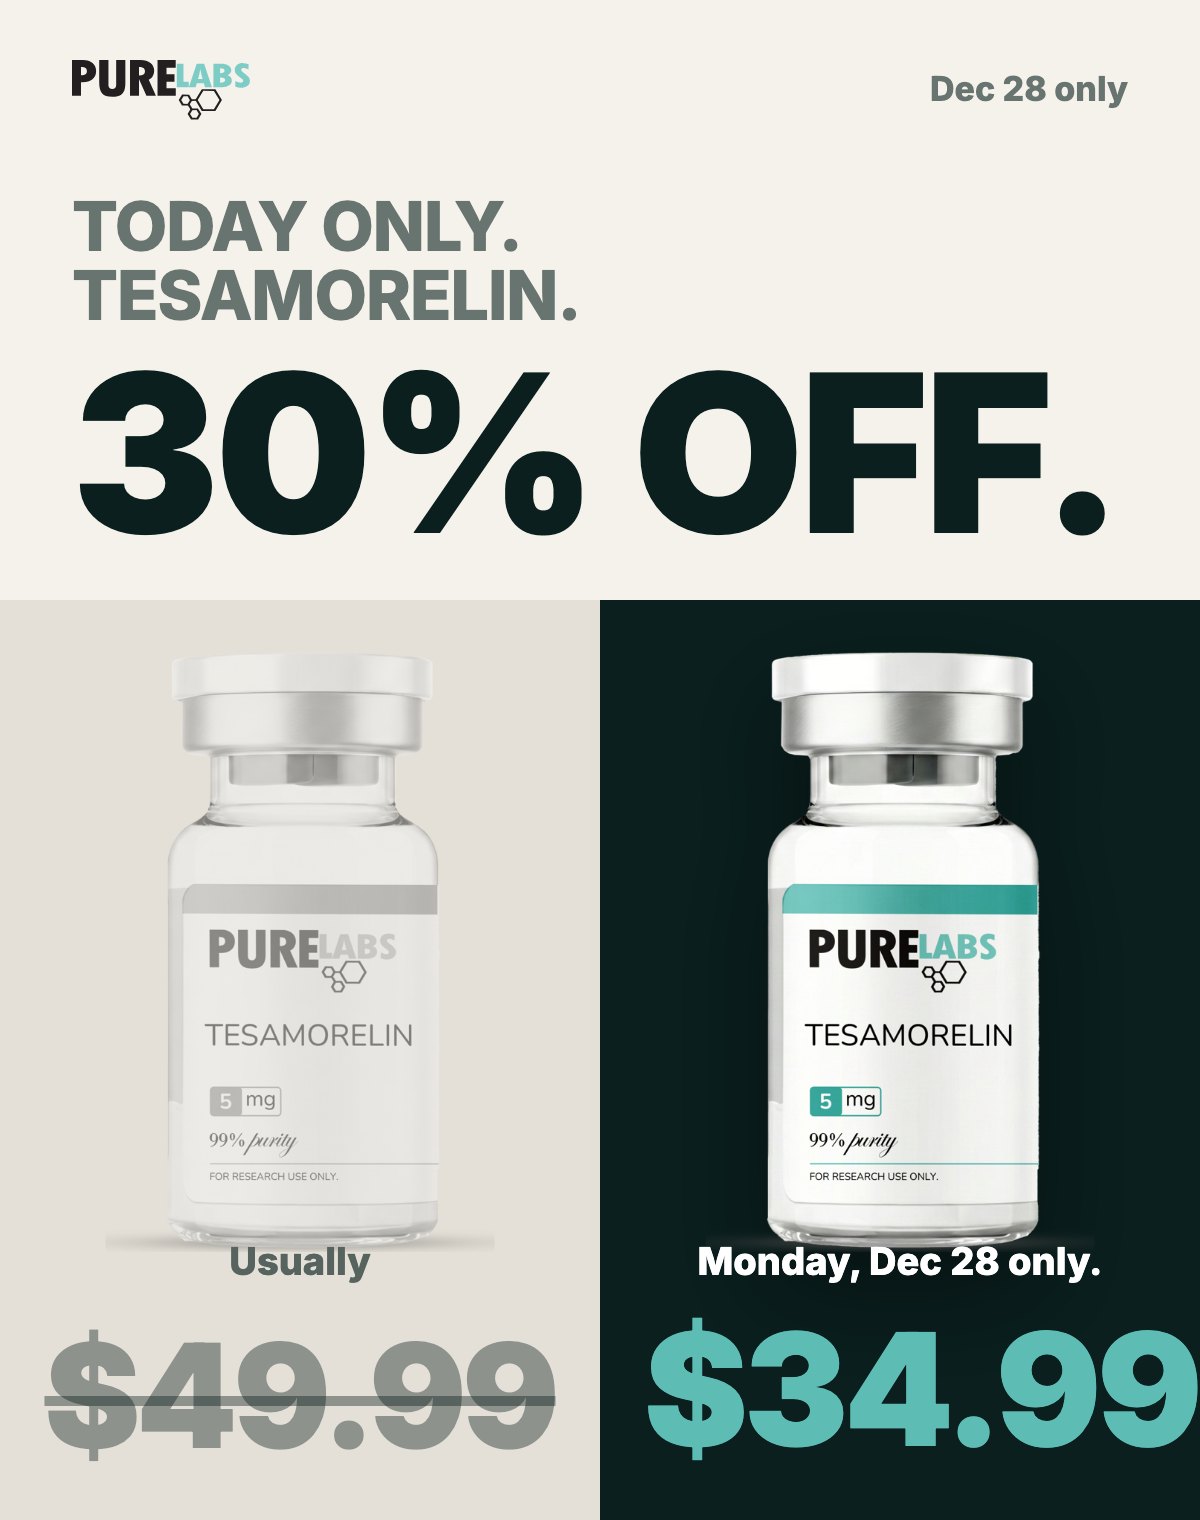 PURELABS
Dec 28 only
TODAY ONLY.
TESAMORELIN.
30% OFF.
PURELABS
TESAMORELIN
5 mg
99% purity
FOR RESEARCH USE ONLY.
Usually
$49.99
PURELABS
TESAMORELIN
5 mg
99% purity
FOR RESEARCH USE ONLY.
Monday, Dec 28 only.
$34.99